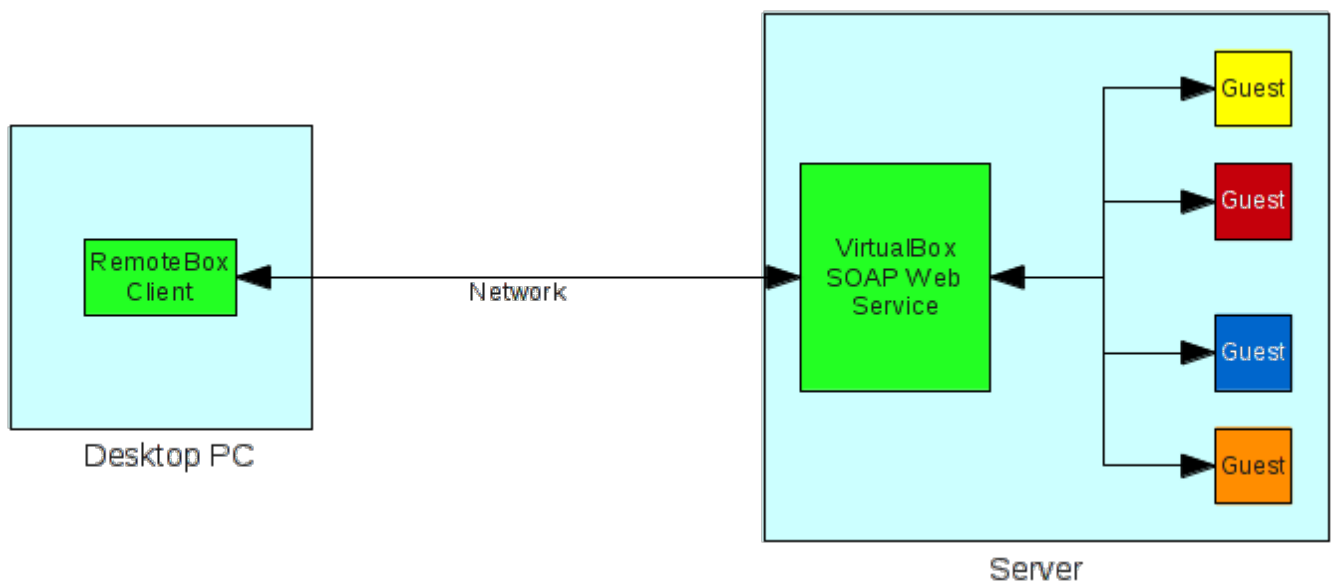 RemoteBox
Client
Desktop PC
Network
VirtualBox
SOAP Web
Service
Guest
Guest
Guest
Guest
Server